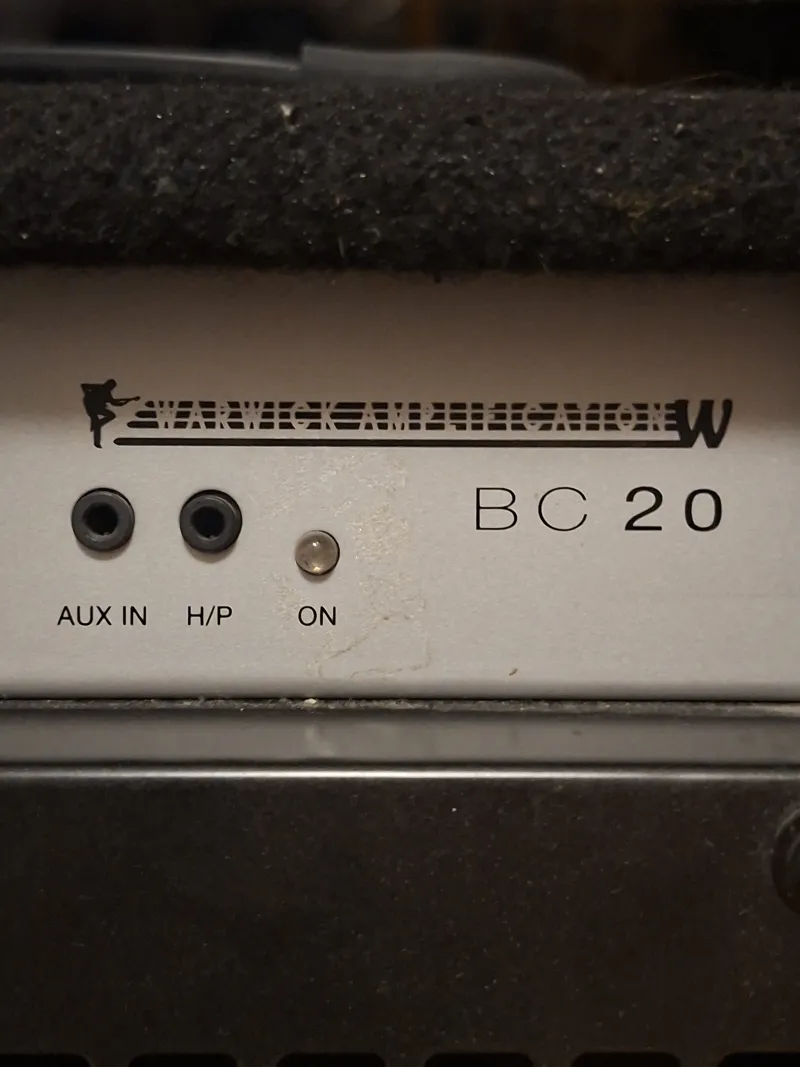 WARWICK AMPLIFICATION W
BC 20
AUX IN H/P ON